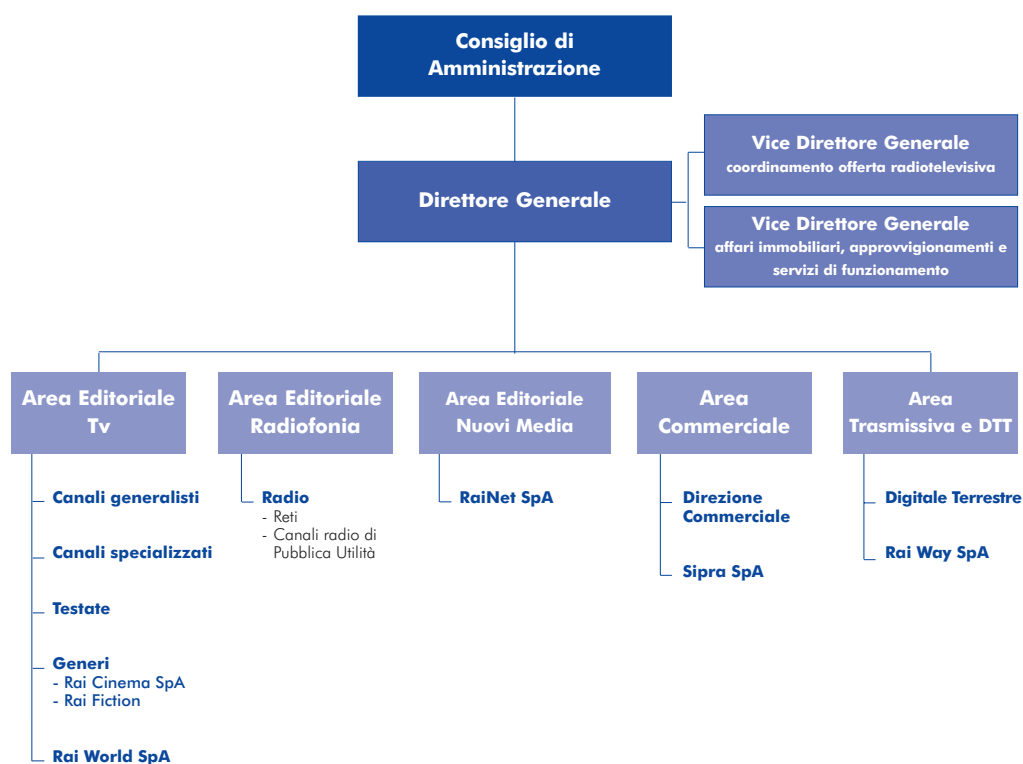 Consiglio di
Amministrazione
Direttore Generale
Vice Direttore Generale
coordinamento offerta radiotelevisiva
Vice Direttore Generale
affari immobiliari, approvvigionamenti e
servizi di funzionamento
Area Editoriale
Tv
Canali generalisti
Canali specializzati
Testate
Generi
- Rai Cinema SpA
- Rai Fiction
Rai World SpA
Area Editoriale
Radiofonia
Radio
- Reti
- Canali radio di
Pubblica Utilità
Area Editoriale
Nuovi Media
RaiNet SpA
Area
Commerciale
Direzione
Commerciale
Sipra SpA
Area
Trasmissiva e DTT
Digitale Terrestre
Rai Way SpA